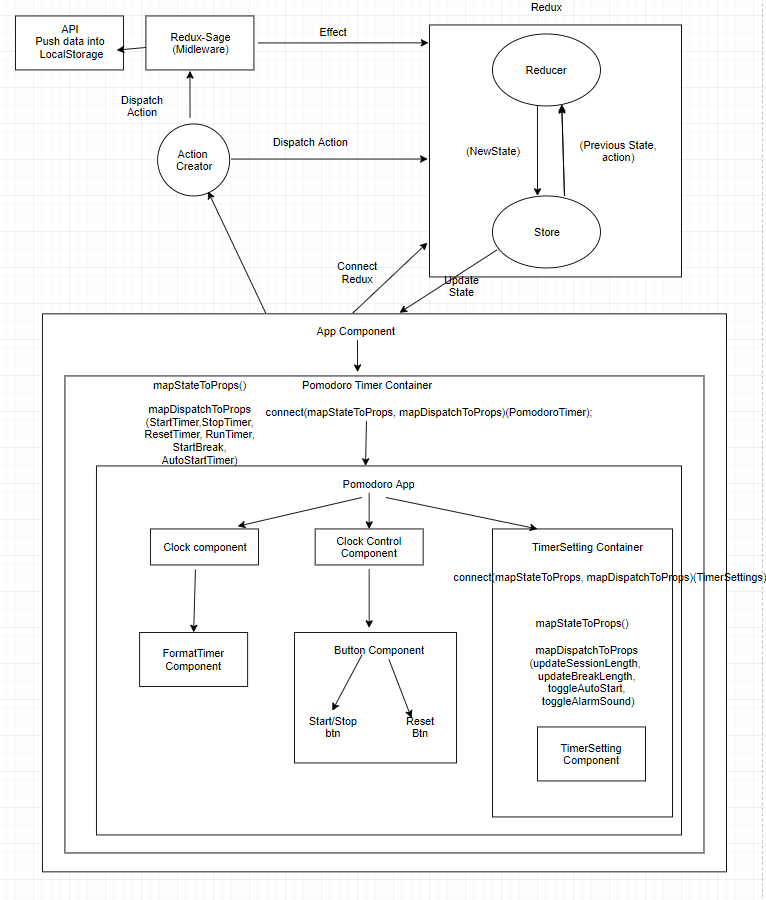 Redux
API
Push data into
LocalStorage
Redux-Sage
(Midleware)
Effect
Reducer
Dispatch
Action
Action
Creator
Dispatch Action
(NewState)
(Previous State,
action)
Store
Connect
Redux
Update
State
App Component
mapStateToProps()
Pomodoro Timer Container
mapDispatchToProps
(StartTimer,StopTimer,
ResetTimer, RunTimer,
StartBreak,
AutoStartTimer)
connect(mapStateToProps, mapDispatchToProps)(PomodoroTimer);
Pomodoro App
Clock component
Clock Control
Component
TimerSetting Container
connect(mapStateToProps, mapDispatchToProps)(TimerSettings)
FormatTimer
Component
Button Component
Start/Stop
btn
Reset
Btn
mapStateToProps()
mapDispatchToProps
(updateSessionLength,
updateBreakLength,
toggleAutoStart,
toggleAlarmSound)
TimerSetting
Component